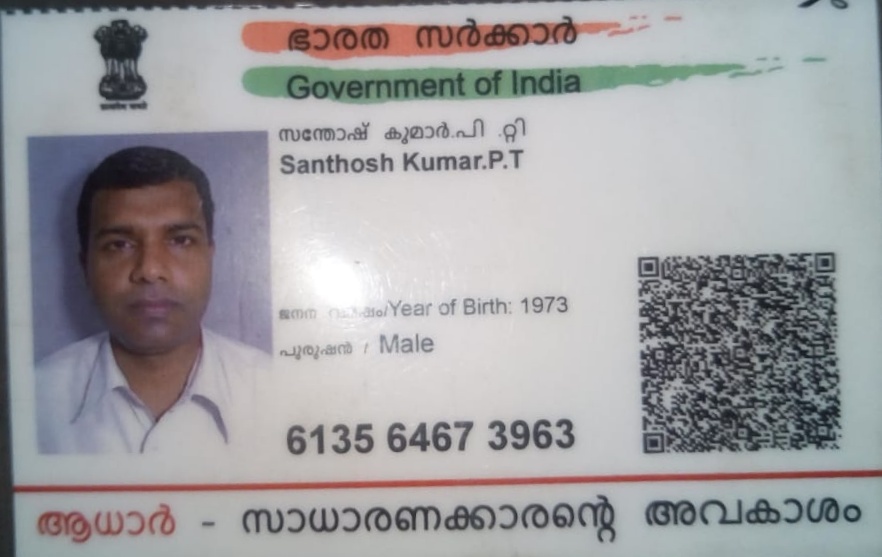 ഭാരത സർക്കാർ
Government of India
സന്തോഷ് കുമാർ.പി .റ്റി
Santhosh Kumar.P.T
ജനന /Year of Birth: 1973
പുരുഷൻ / Male
6135 6467 3963
ആധാർ - സാധാരണക്കാരന്റെ അവകാശം